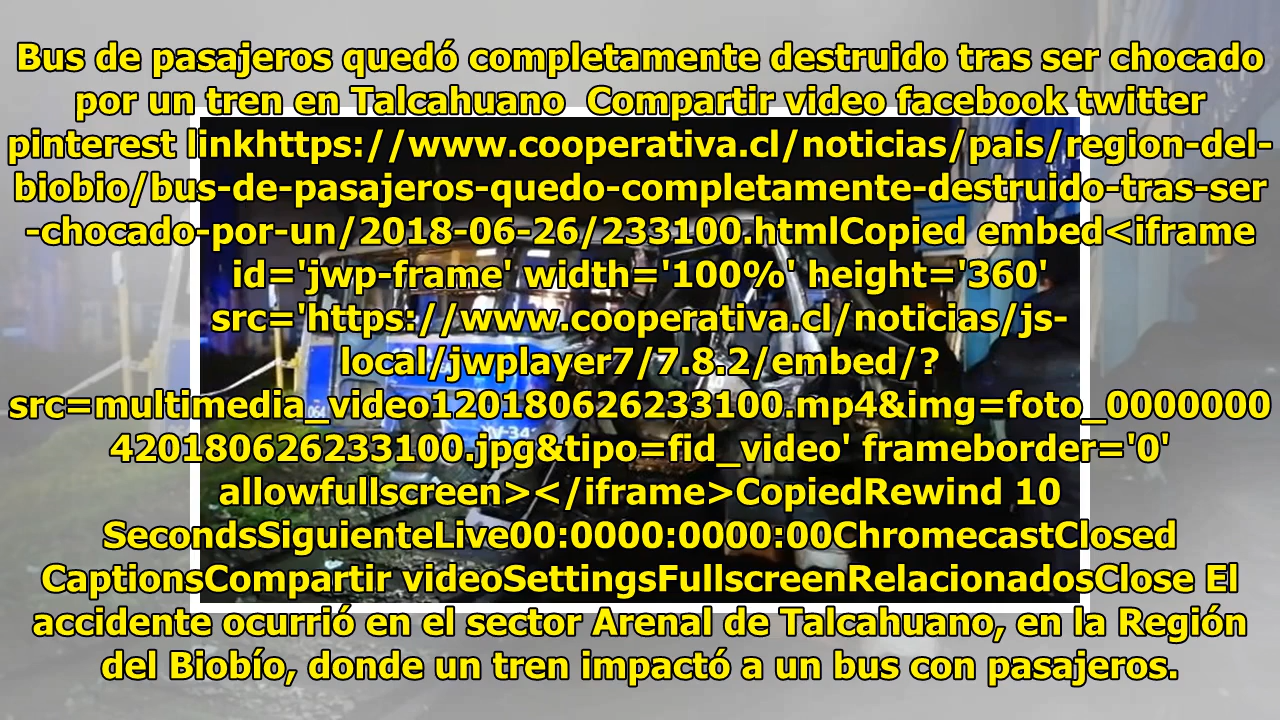 Bus de pasajeros quedó completamente destruido tras ser chocado
por un tren en Talcahuano  Compartir video facebook twitter
pinterest linkhttps://www.cooperativa.cl/noticias/pais/region-del-
biobio/bus-de-pasajeros-quedo-completamente-destruido-tras-ser
-chocado-por-un/2018-06-26/233100.htmlCopied embed<iframe
id='jwp-frame' width='100%' height='360'
src='https://www.cooperativa.cl/noticias/js-
local/jwplayer7/7.8.2/embed/?
src=multimedia_video120180626233100.mp4&img=foto_0000000
420180626233100.jpg&tipo=fid_video' frameborder='0'
allowfullscreen></iframe>CopiedRewind 10
SecondsSiguienteLive00:0000:0000:00ChromecastClosed
CaptionsCompartir videoSettingsFullscreenRelacionadosClose El
accidente ocurrió en el sector Arenal de Talcahuano, en la Región
del Biobío, donde un tren impactó a un bus con pasajeros.